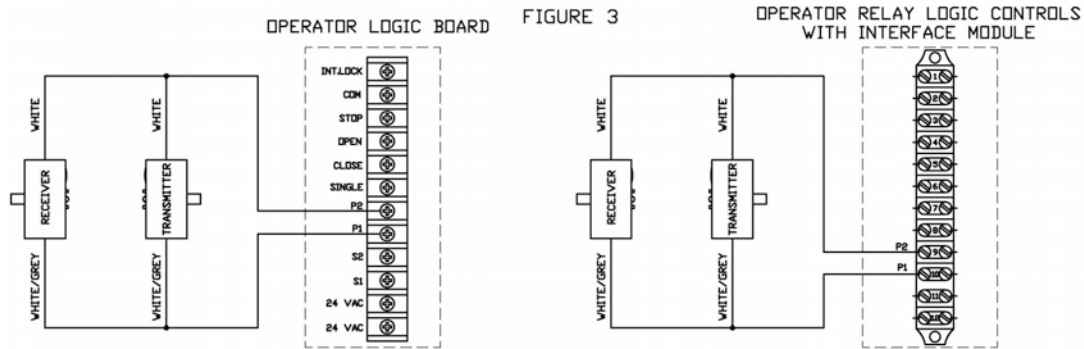 OPERATOR LOGIC BOARD
FIGURE 3
OPERATOR RELAY LOGIC CONTROLS
WITH INTERFACE MODULE
INT.LOCK
COM
STOP
OPEN
CLOSE
SINGLE
P2
P1
S2
S1
24 VAC
24 VAC
WHITE
WHITE
RECEIVER
TRANSMITTER
WHITE/GREY
WHITE/GREY
WHITE
WHITE
RECEIVER
TRANSMITTER
WHITE/GREY
WHITE/GREY
P2
P1
1
2
3
4
5
6
7
8
9
10
11
12